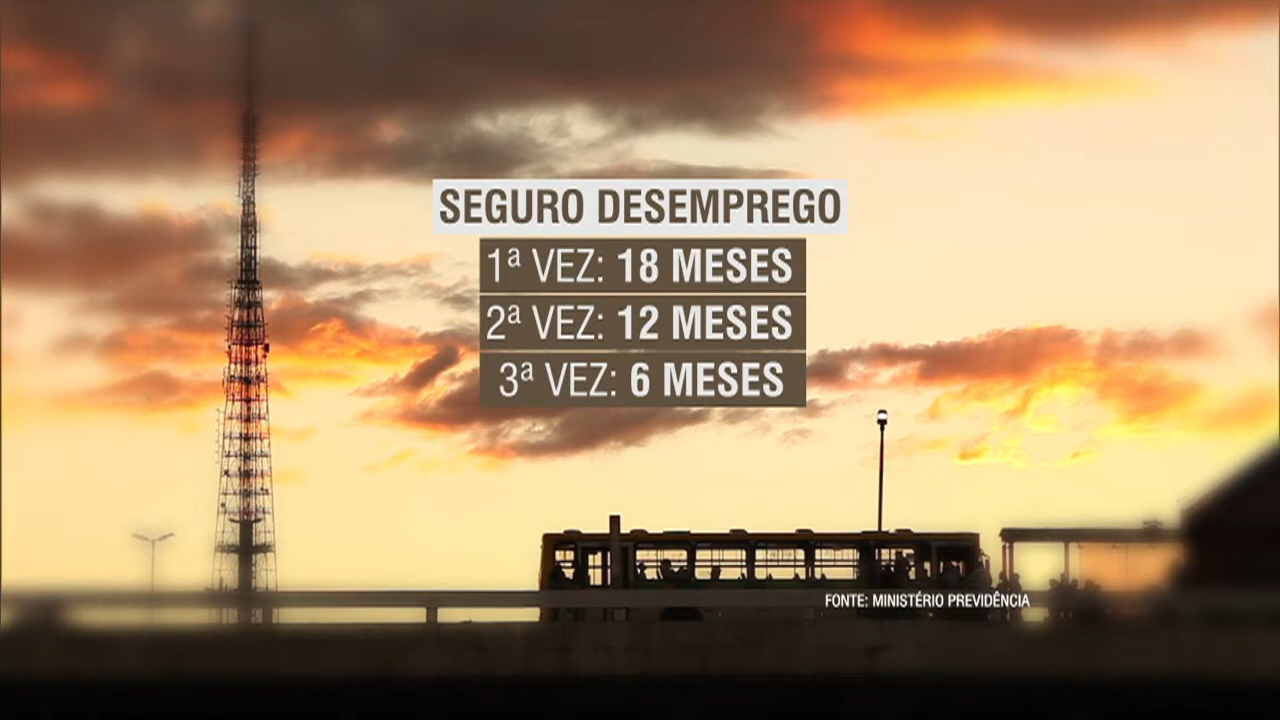 SEGURO DESEMPREGO
1ª VEZ: 18 MESES
2ª VEZ: 12 MESES
3ª VEZ: 6 MESES
FONTE: MINISTÉRIO PREVIDÊNCIA